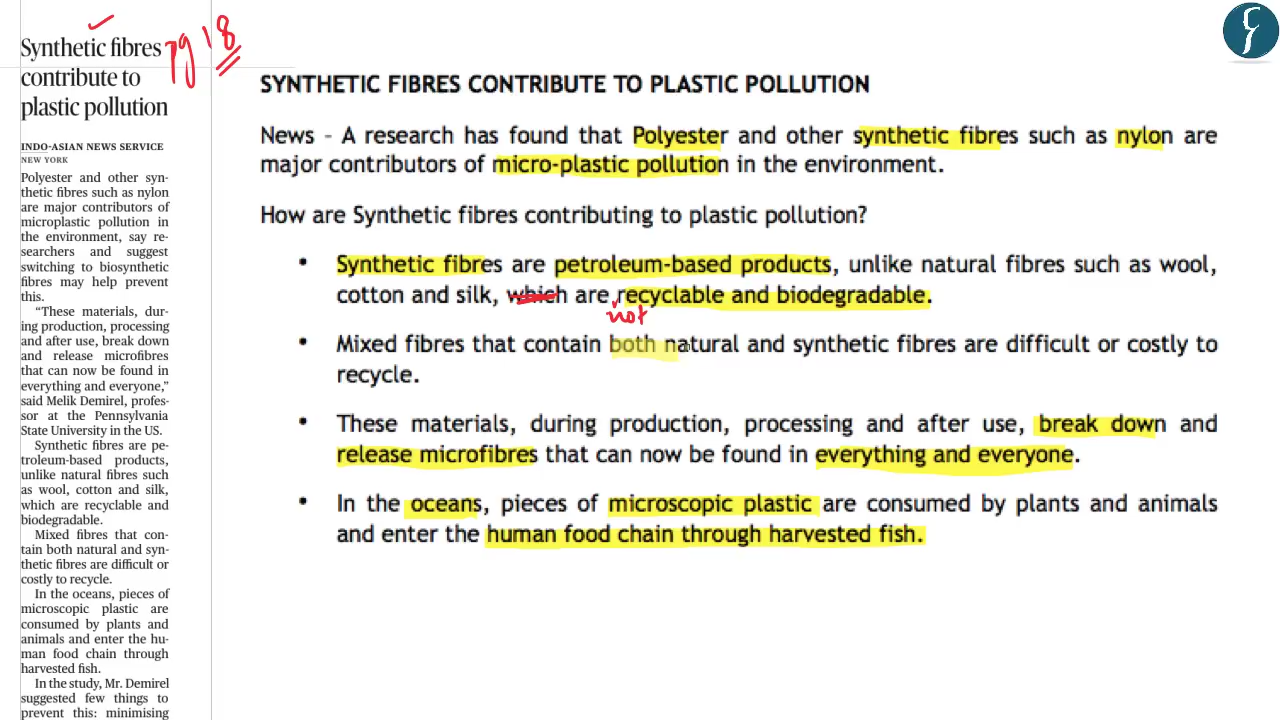 Synthetic fibres
contribute to
plastic pollution
pg 18
INDO-ASIAN NEWS SERVICE
NEW YORK
Polyester and other syn-
thetic fibres such as nylon
are major contributors of
microplastic pollution in
the environment, say re-
searchers and suggest
switching to biosynthetic
fibres may help prevent
this.
“These materials, dur-
ing production, processing
and after use, break down
and release microfibres
that can now be found in
everything and everyone,”
said Melik Demirel, profes-
sor at the Pennsylvania
State University in the US.
Synthetic fibres are pe-
troleum-based products,
unlike natural fibres such
as wool, cotton and silk,
which are recyclable and
biodegradable.
Mixed fibres that con-
tain both natural and syn-
thetic fibres are difficult or
costly to recycle.
In the oceans, pieces of
microscopic plastic are
consumed by plants and
animals and enter the hu-
man food chain through
harvested fish.
In the study, Mr. Demirel
suggested few things to
prevent this: minimising
SYNTHETIC FIBRES CONTRIBUTE TO PLASTIC POLLUTION
News – A research has found that Polyester and other synthetic fibres such as nylon are
major contributors of micro-plastic pollution in the environment.
How are Synthetic fibres contributing to plastic pollution?
• Synthetic fibres are petroleum-based products, unlike natural fibres such as wool,
cotton and silk, which are recyclable and biodegradable.
not
• Mixed fibres that contain both natural and synthetic fibres are difficult or costly to
recycle.
• These materials, during production, processing and after use, break down and
release microfibres that can now be found in everything and everyone.
• In the oceans, pieces of microscopic plastic are consumed by plants and animals
and enter the human food chain through harvested fish.